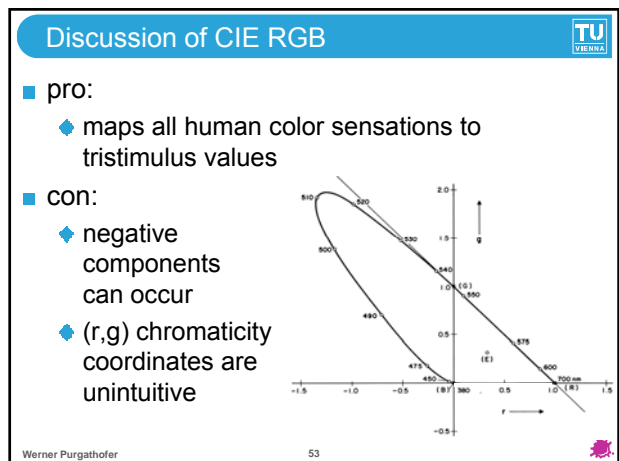 Discussion of CIE RGB
TU
VIENNA
pro:
maps all human color sensations to
tristimulus values
con:
negative
components
can occur
(r,g) chromaticity
coordinates are
unintuitive
2.0
510
520
g
1.5
530
500
540
1.0
(G)
550
490
0.5
575
(E)
475
600
450
(B)
380
700 nm
(R)
-1.5
-1.0
-0.5
0.5
1.0
1.5
r
-0.5
Werner Purgathofer
53